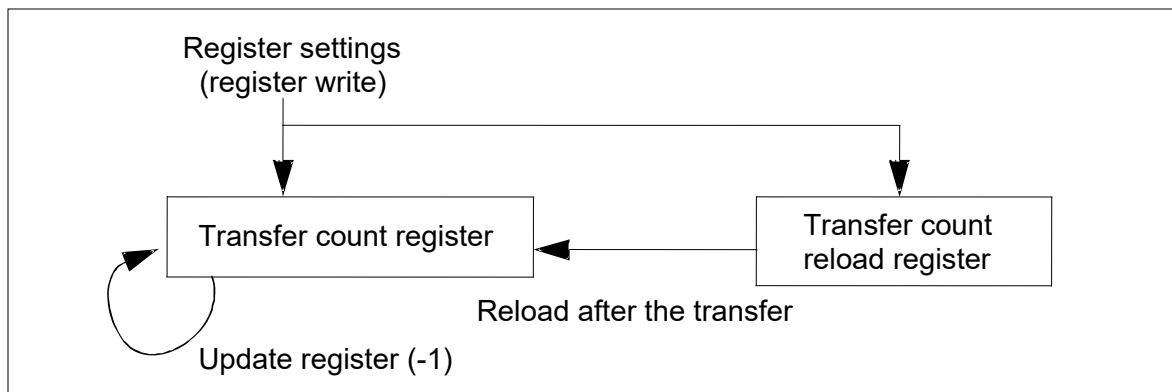 Register settings
(register write)
Transfer count register
Transfer count
reload register
Reload after the transfer
Update register (-1)